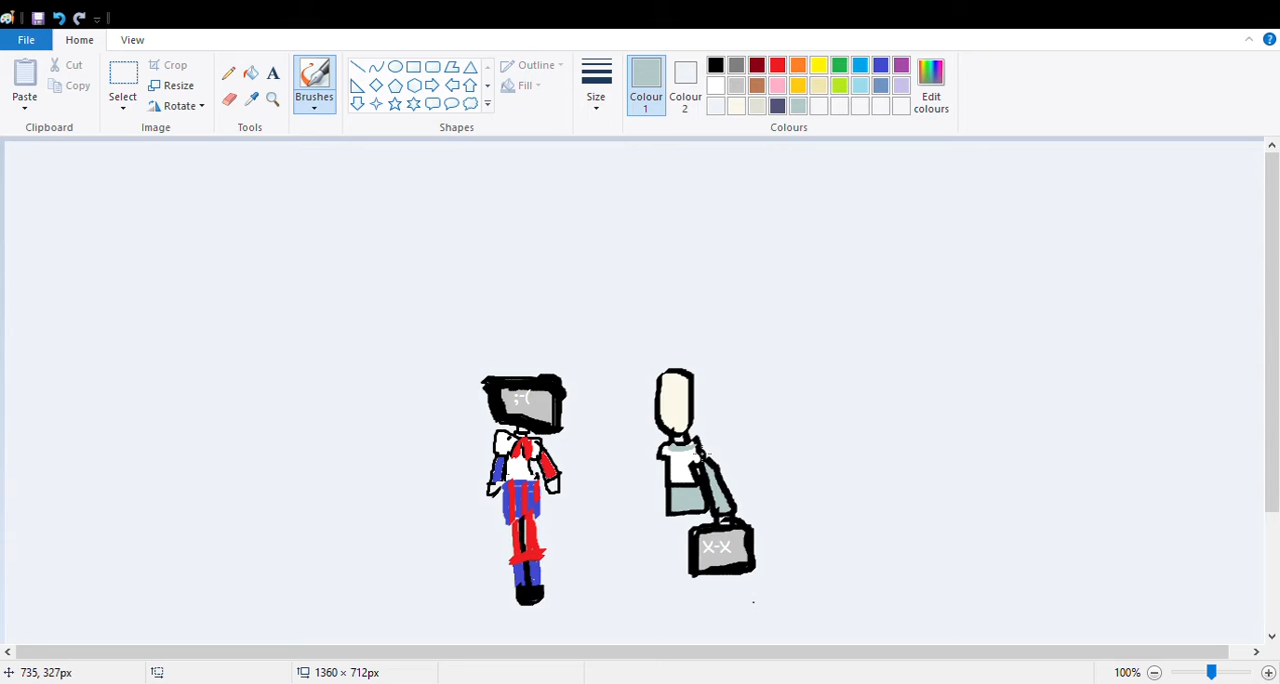 File Home View
Paste
Cut
Copy
Clipboard
Select
Crop
Resize
Rotate
Image
A
Tools
Brushes
Outline
Fill
Shapes
Size
Colour 1
Colour 2
Edit colours
Colours
;-(
X-X
735, 327px
1360 × 712px
100%